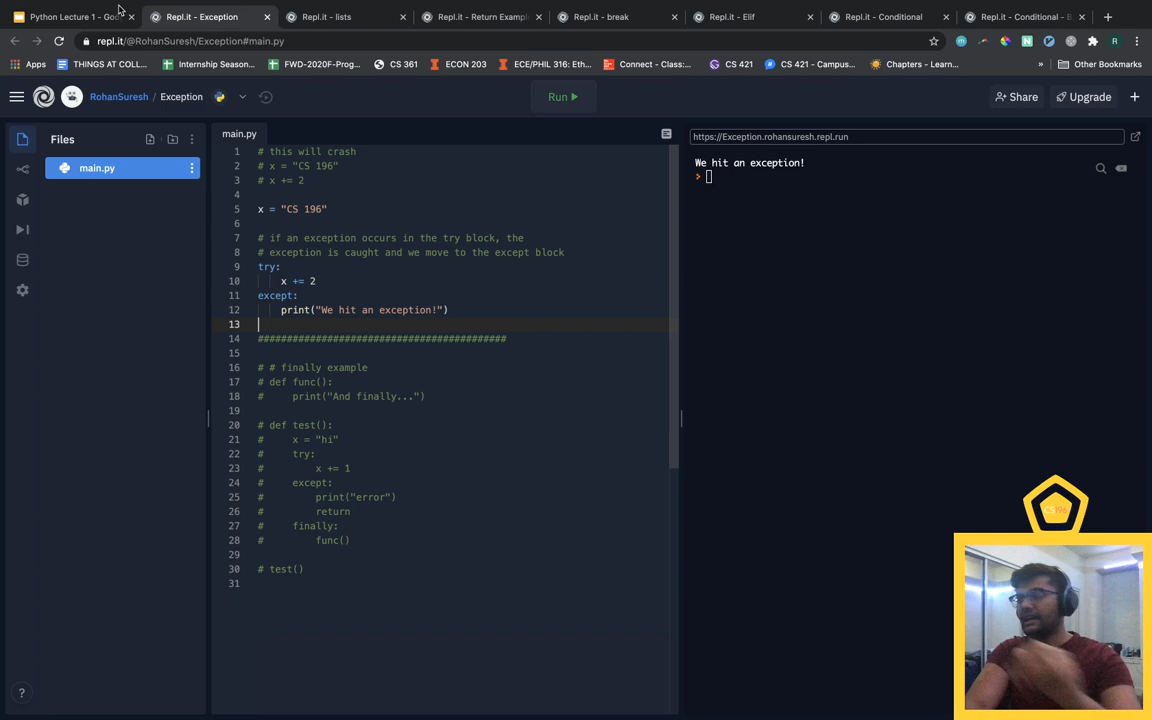 Python Lecture 1 - Goo
Repl.it - Exception
Repl.it - lists
Repl.it - Return Exampl
Repl.it - break
Repl.it - Elif
Repl.it - Conditional
Repl.it - Conditional - B
repl.it/@RohanSuresh/Exception#main.py
R
Apps
THINGS AT COLL...
Internship Season...
FWD-2020F-Prog...
CS 361
ECON 203
ECE/PHIL 316: Eth...
Connect - Class:...
CS 421
CS 421 - Campus...
Chapters - Learn...
»
Other Bookmarks
RohanSuresh / Exception
Run
Share
Upgrade
Files
main.py
main.py
1 # this will crash
2 # x = "CS 196"
3 # x += 2
4
5 x = "CS 196"
6
7 # if an exception occurs in the try block, the
8 # exception is caught and we move to the except block
9 try:
10 x += 2
11 except:
12 print("We hit an exception!")
13
14 ###########################################
15
16 # # finally example
17 # def func():
18 # print("And finally...")
19
20 # def test():
21 # x = "hi"
22 # try:
23 # x += 1
24 # except:
25 # print("error")
26 # return
27 # finally:
28 # func()
29
30 # test()
31
https://Exception.rohansuresh.repl.run
We hit an exception!
>
?
CS196